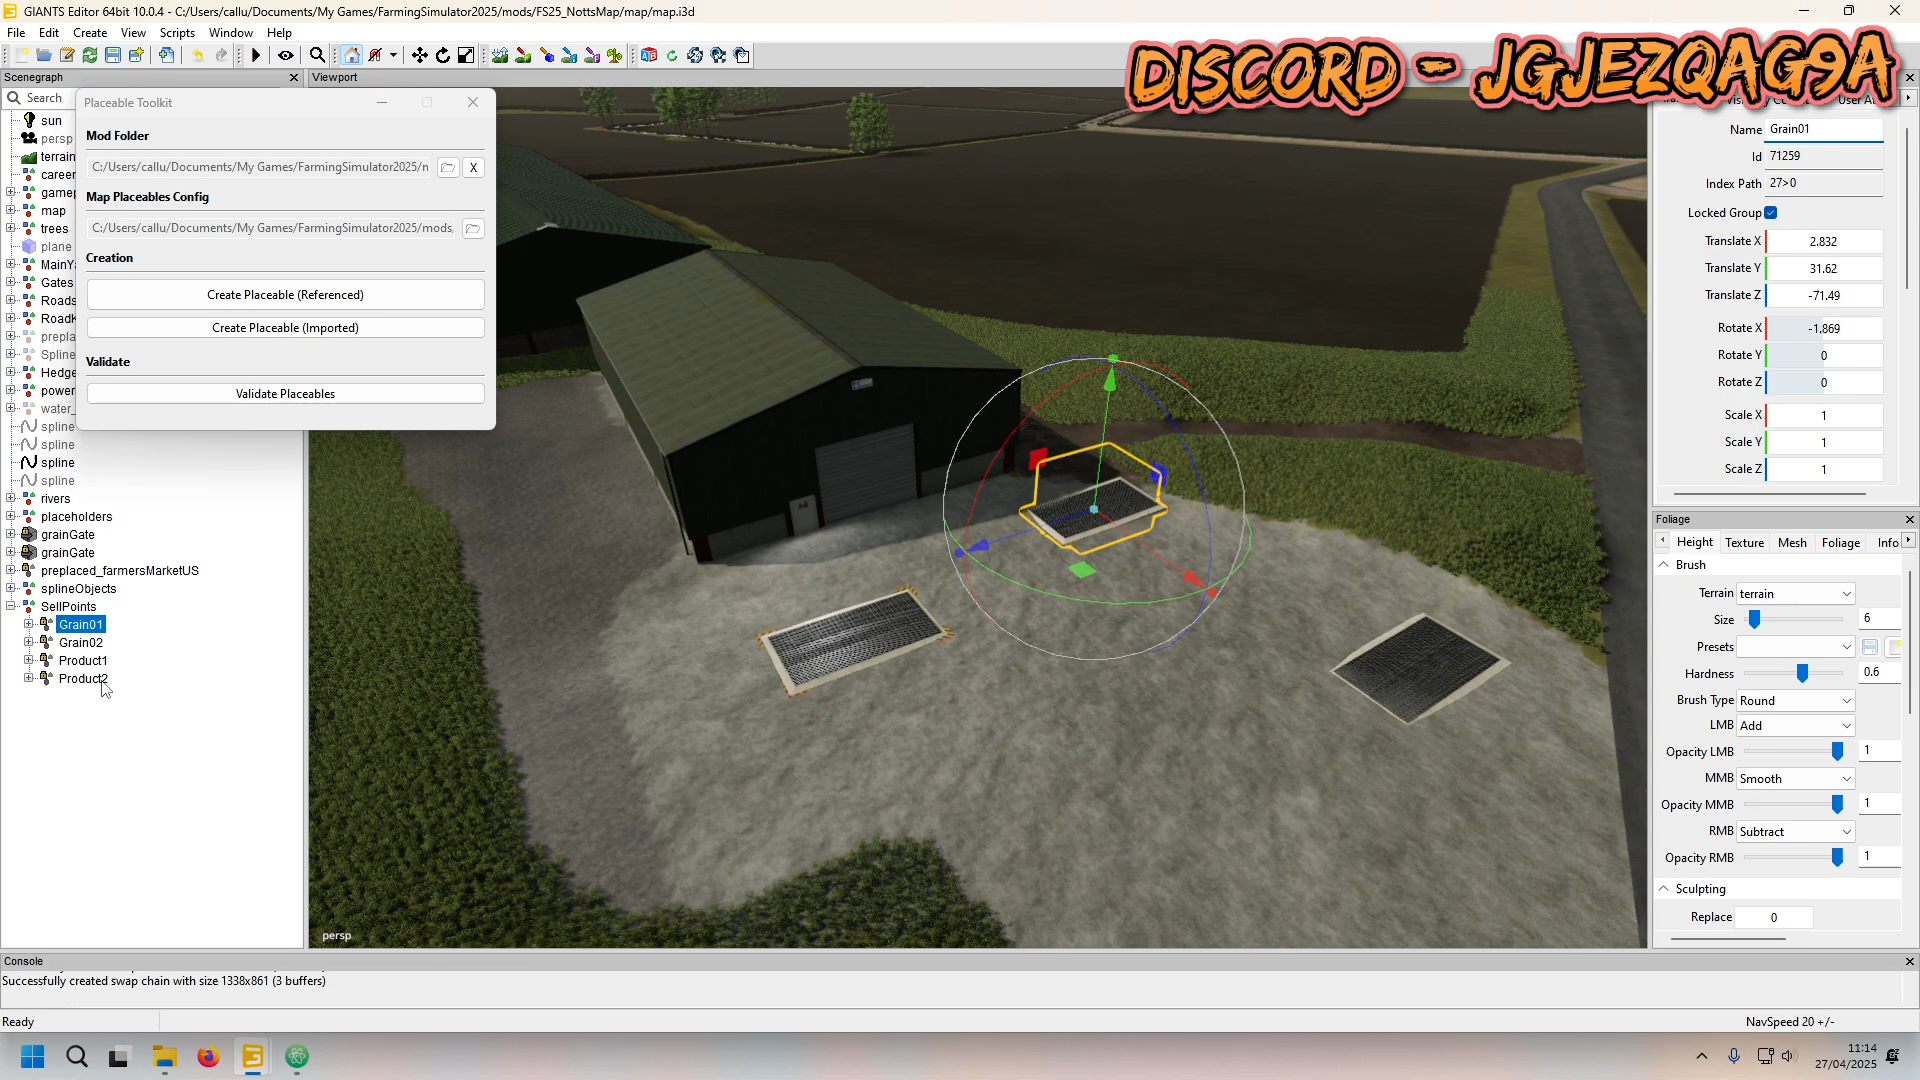 GIANTS Editor 64bit 10.0.4 - C:/Users/callu/Documents/My Games/FarmingSimulator2025/mods/FS25_NottsMap/map/map.i3d
File Edit Create View Scripts Window Help
DISCORD - JGJEZQAG9A
Scenegraph
Viewport
Search
sun
persp
terrain
career
gamep
map
trees
plane
MainYa
Gates
Roads
RoadK
prepla
Spline
Hedge
power
water_
spline
spline
spline
spline
rivers
placeholders
grainGate
grainGate
preplaced_farmersMarketUS
splineObjects
SellPoints
Grain01
Grain02
Product1
Product2
Placeable Toolkit
Mod Folder
C:/Users/callu/Documents/My Games/FarmingSimulator2025/n
X
Map Placeables Config
C:/Users/callu/Documents/My Games/FarmingSimulator2025/mods,
Creation
Create Placeable (Referenced)
Create Placeable (Imported)
Validate
Validate Placeables
persp
User At
Name Grain01
Id 71259
Index Path 27>0
Locked Group
Translate X 2.832
Translate Y 31.62
Translate Z -71.49
Rotate X -1.869
Rotate Y 0
Rotate Z 0
Scale X 1
Scale Y 1
Scale Z 1
Foliage
Height Texture Mesh Foliage Info
Brush
Terrain terrain
Size 6
Presets
Hardness 0.6
Brush Type Round
LMB Add
Opacity LMB 1
MMB Smooth
Opacity MMB 1
RMB Subtract
Opacity RMB 1
Sculpting
Replace 0
Console
Successfully created swap chain with size 1338x861 (3 buffers)
Ready
NavSpeed 20 +/-
11:14
27/04/2025